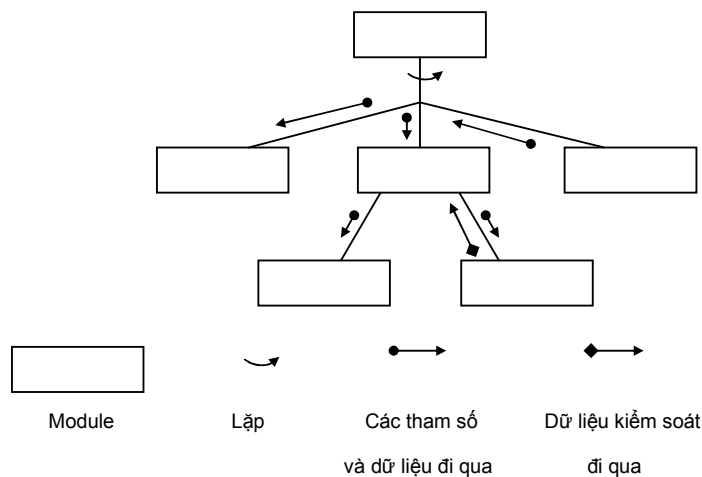 Module
Lặp
Các tham số
và dữ liệu đi qua
Dữ liệu kiểm soát
đi qua